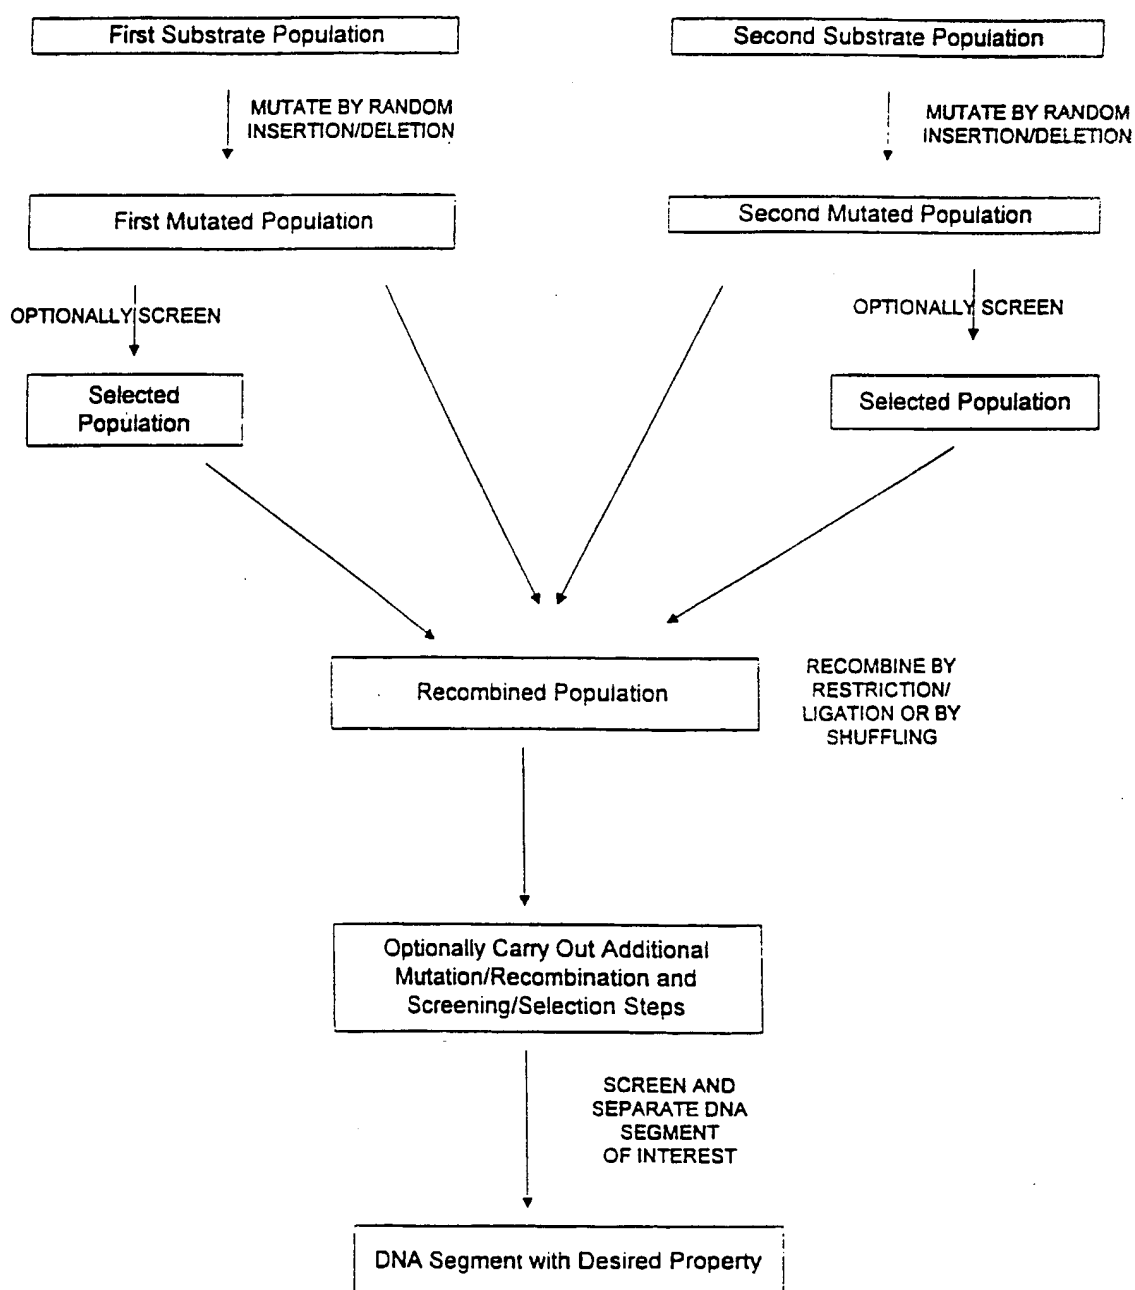 First Substrate Population
Second Substrate Population
MUTATE BY RANDOM
INSERTION/DELETION
MUTATE BY RANDOM
INSERTION/DELETION
First Mutated Population
Second Mutated Population
OPTIONALLY SCREEN
OPTIONALLY SCREEN
Selected
Population
Selected Population
Recombined Population
RECOMBINE BY
RESTRICTION/
LIGATION OR BY
SHUFFLING
Optionally Carry Out Additional
Mutation/Recombination and
Screening/Selection Steps
SCREEN AND
SEPARATE DNA
SEGMENT
OF INTEREST
DNA Segment with Desired Property